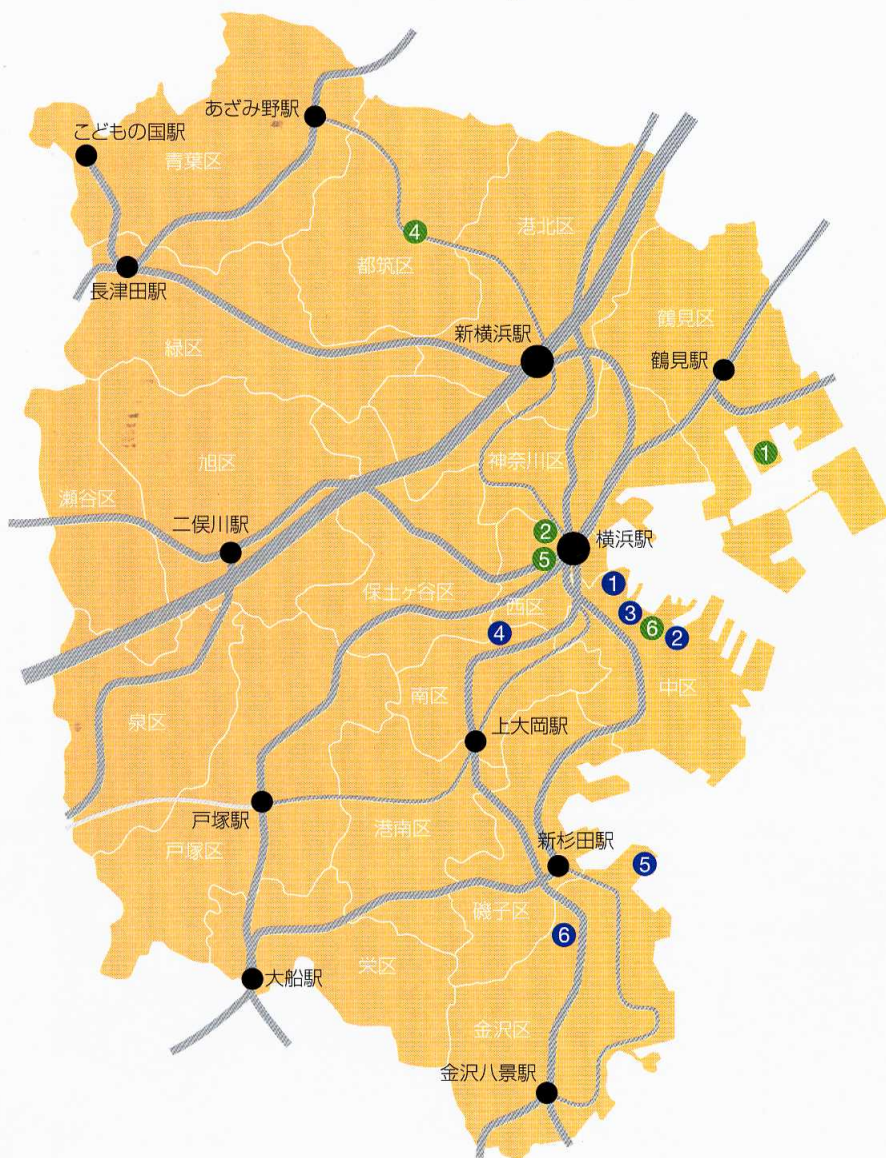 あざみ野駅
こどもの国駅
青葉区
4
港北区
都筑区
長津田駅
鶴見区
新横浜駅
緑区
鶴見駅
1
神奈川区
旭区
瀬谷区
二俣川駅
2
横浜駅
5
保土ヶ谷区
1
西区
3
4
6
2
南区
中区
泉区
上大岡駅
戸塚駅
港南区
新杉田駅
戸塚区
5
磯子区
6
栄区
大船駅
金沢区
金沢八景駅